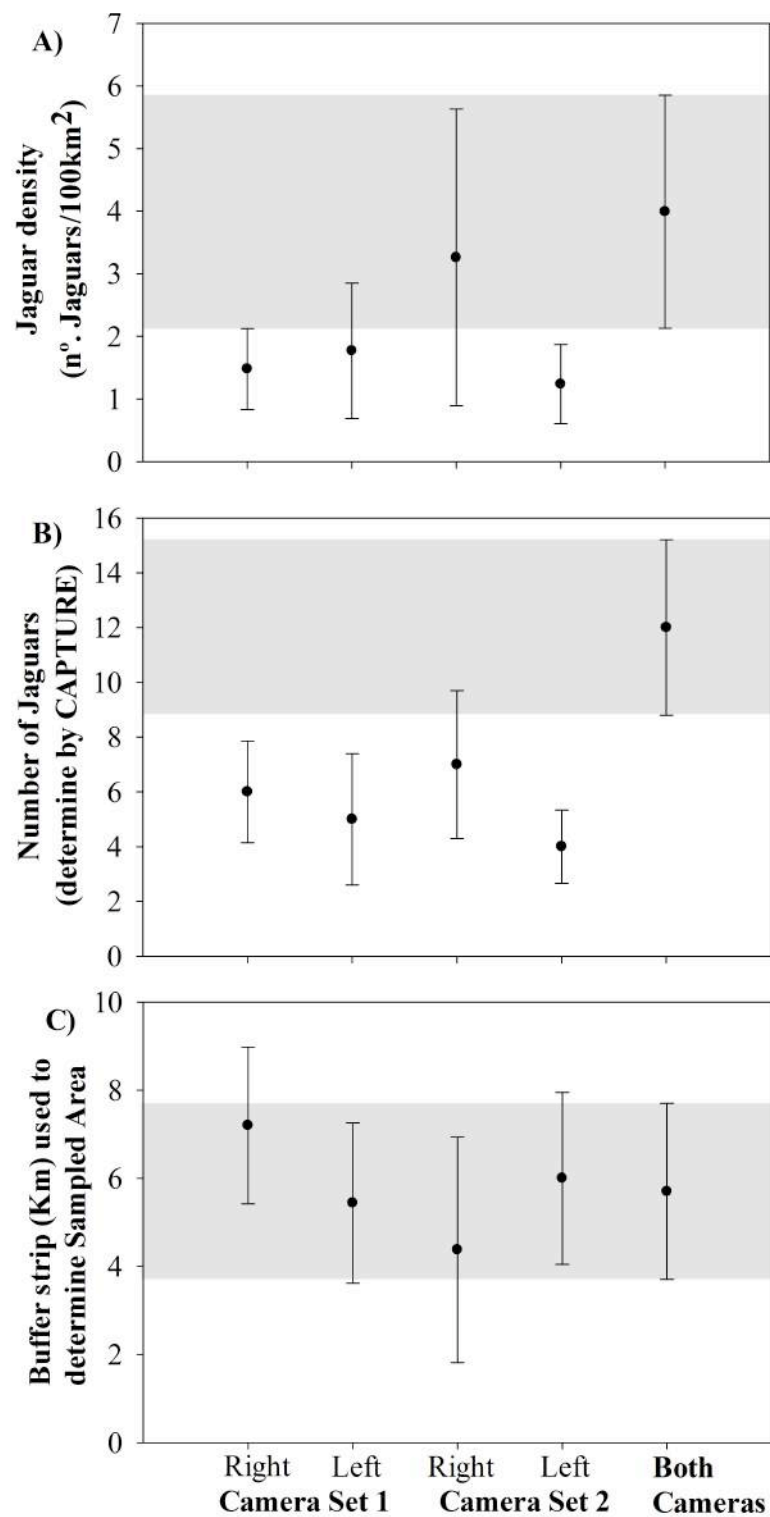 A)
Jaguar density
(nº. Jaguars/100km²)
7
6
5
4
3
2
1
0
B)
Number of Jaguars
(determine by CAPTURE)
16
14
12
10
8
6
4
2
0
C)
Buffer strip (Km) used to
determine Sampled Area
10
8
6
4
2
0
Right Left Right Left Both
Camera Set 1 Camera Set 2 Cameras